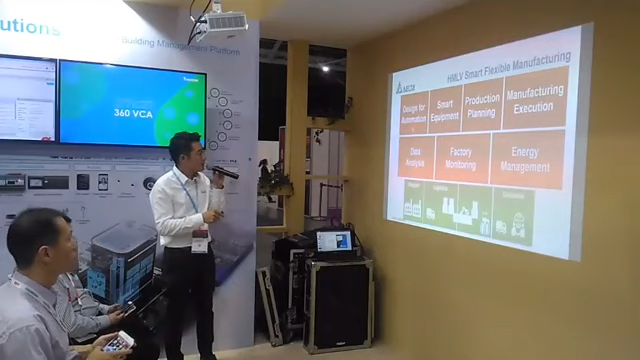 utions
Building Management Platform
360 VCA
DELTA
HMLV Smart Flexible Manufacturing
Design for
Automation
Smart
Equipment
Production
Planning
Manufacturing
Execution
Data
Analysis
Factory
Monitoring
Energy
Management